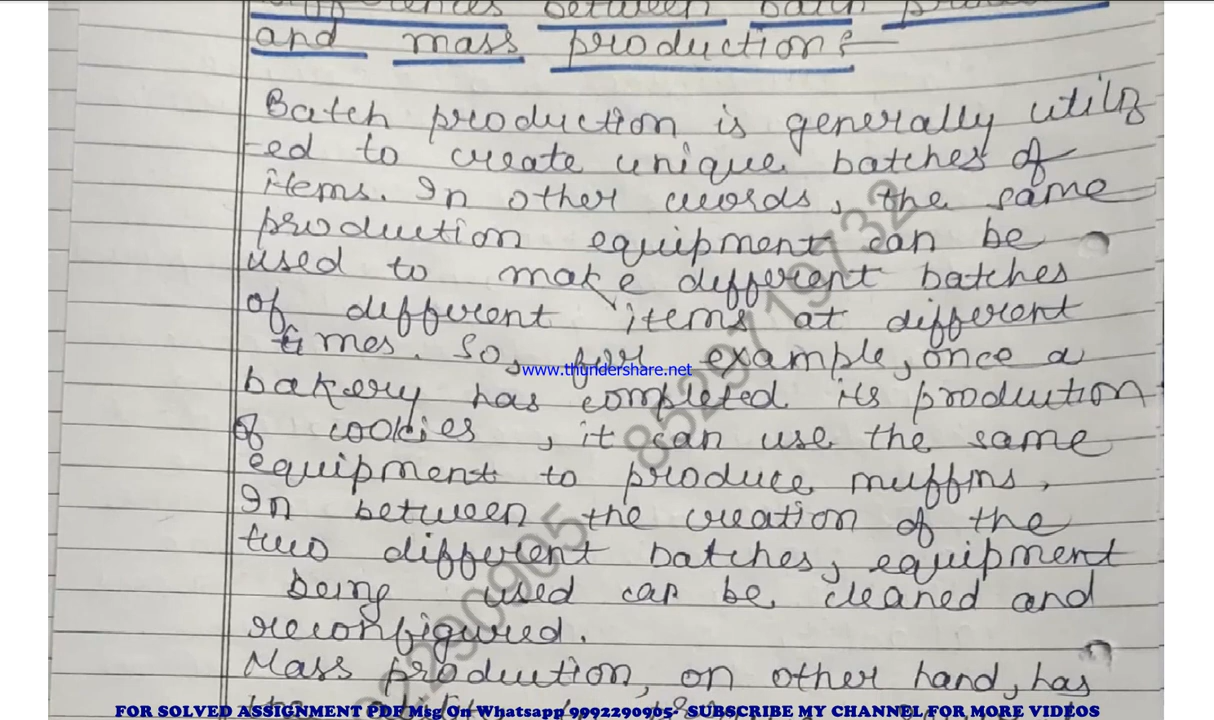 between batch
and mass production:-
Batch production is generally utiliz
-ed to create unique batches of
items. In other words, the same
production equipment can be
used to make different batches
of different items at different
times. So, for example, once a
www.thundershare.net
bakery has completed its production
of cookies, it can use the same
equipment to produce muffins.
In between the creation of the
two different batches, equipment
being used can be cleaned and
reconfigured.
Mass production, on other hand, has
8529719732
9992290905
FOR SOLVED ASSIGNMENT PDF Msg On Whatsapp 9992290905- SUBSCRIBE MY CHANNEL FOR MORE VIDEOS